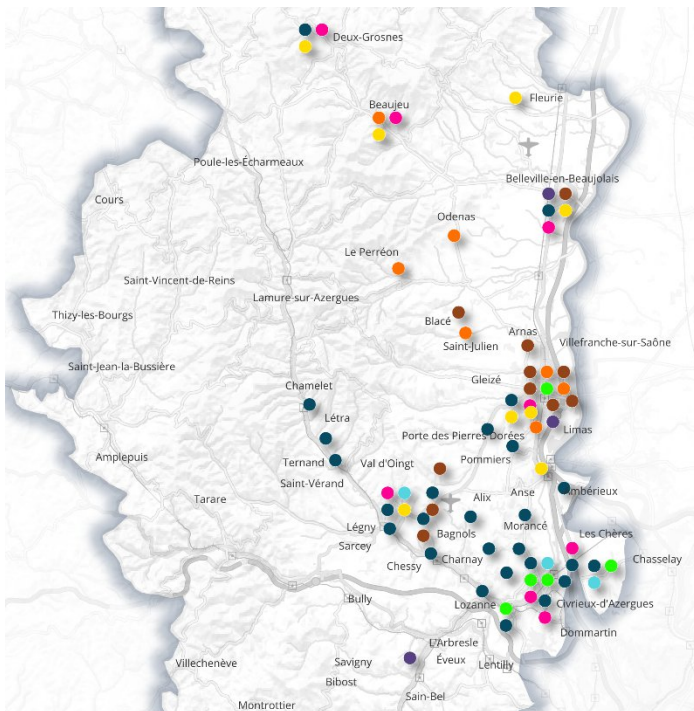 Deux-Grosnes
Fleurie
Beaujeu
Poule-les-Écharmeaux
Belleville-en-Beaujolais
Cours
Odenas
Le Perréon
Saint-Vincent-de-Reins
Lamure-sur-Azergues
Thizy-les-Bourgs
Blacé
Arnas
Saint-Julien
Villefranche-sur-Saône
Saint-Jean-la-Bussière
Gleizé
Chamelet
Létra
Limas
Porte des Pierres Dorées
Amplepuis
Ternand
Val d'Oingt
Pommiers
Saint-Vérand
Tarare
Alix
Anse
Ambérieux
Légny
Morancé
Bagnols
Les Chères
Sarcey
Chessy
Charnay
Chasselay
Bully
Lozanne
Civrieux-d'Azergues
Dommartin
L'Arbresle
Villechenève
Savigny
Éveux
Lentilly
Bibost
Sain-Bel
Montrottier